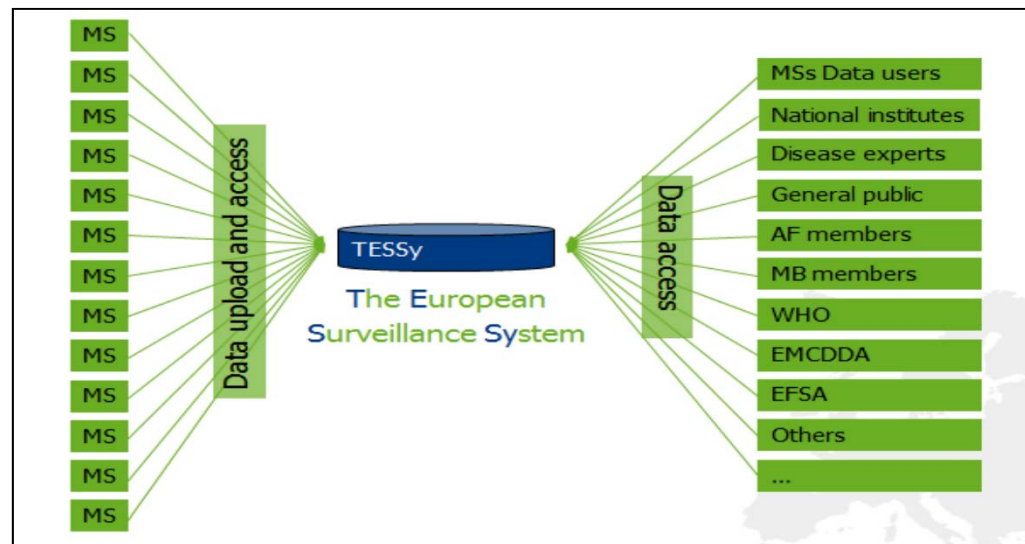 MS
MS
MS
MS
MS
MS
MS
MS
MS
MS
MS
MS
MS
Data upload and access
TESSy
The European
Surveillance System
Data access
MSs Data users
National institutes
Disease experts
General public
AF members
MB members
WHO
EMCDDA
EFSA
Others
...